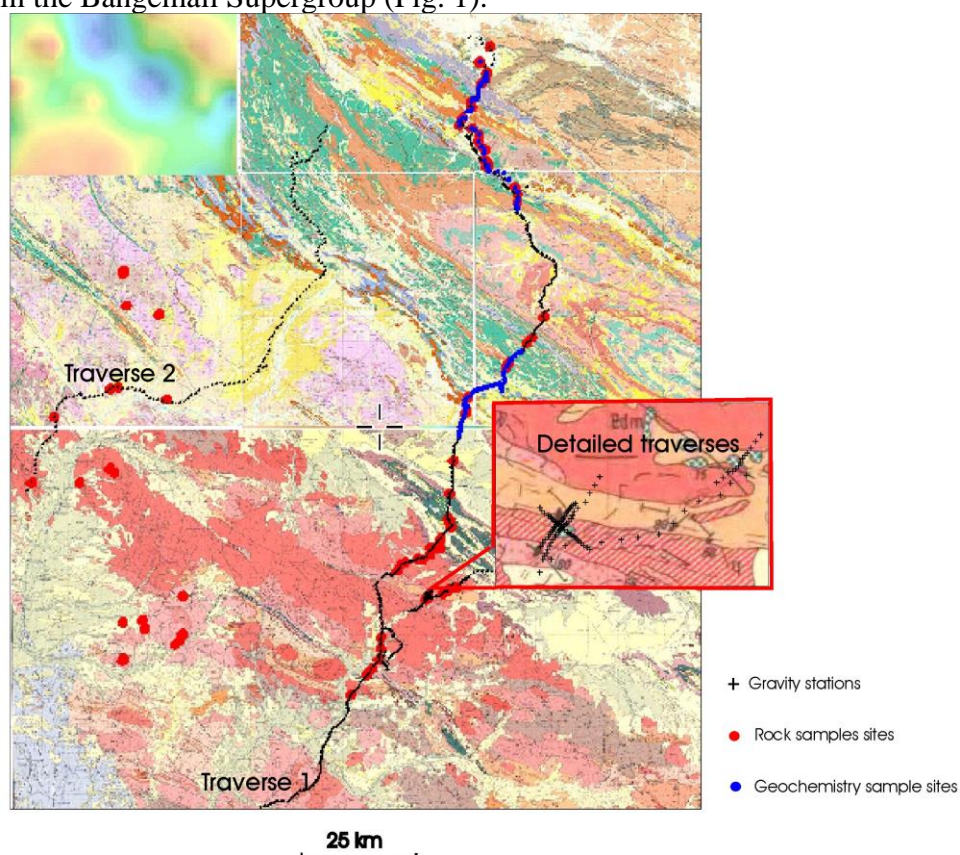 in the Bangemall Supergroup (Fig. 1).
Traverse 2
Detailed traverses
Gravity stations
Rock samples sites
Geochemistry sample sites
Traverse 1
25 km